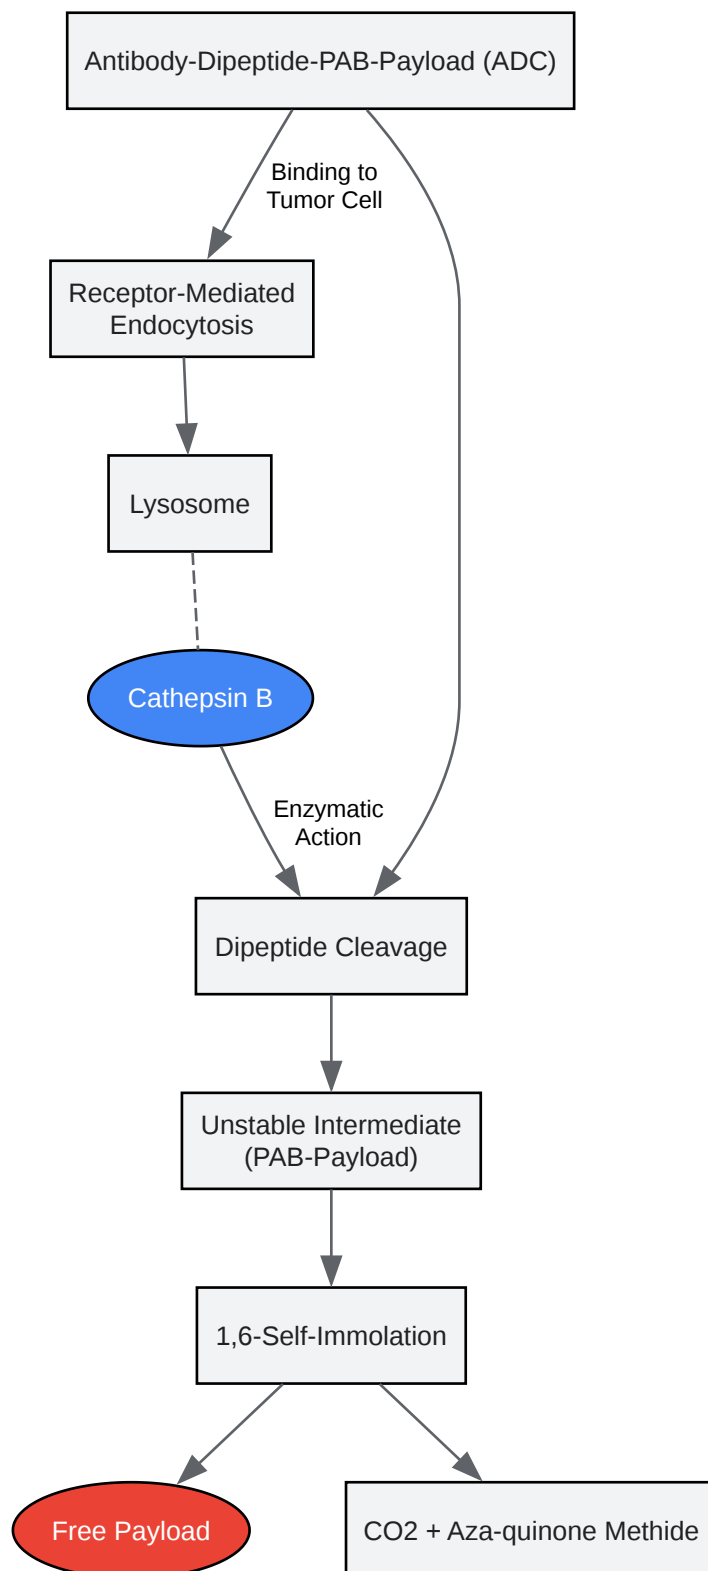 Antibody-Dipeptide-PAB-Payload (ADC)
Binding to
Tumor Cell
Receptor-Mediated
Endocytosis
Lysosome
Cathepsin B
Enzymatic
Action
Dipeptide Cleavage
Unstable Intermediate
(PAB-Payload)
1,6-Self-Immolation
Free Payload
CO2 + Aza-quinone Methide